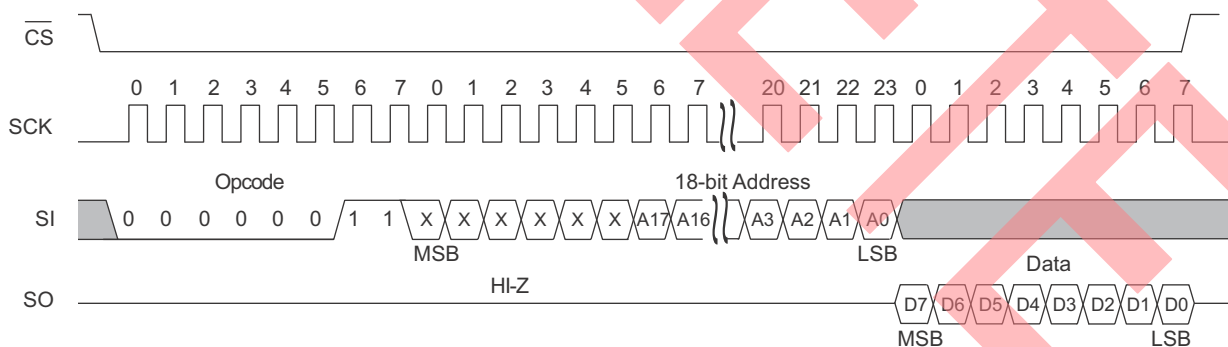 CS
0 1 2 3 4 5 6 7 0 1 2 3 4 5 6 7 20 21 22 23 0 1 2 3 4 5 6 7
SCK
Opcode 18-bit Address
SI 0 0 0 0 0 0 1 1 X X X X X X A17 A16 A3 A2 A1 A0
MSB LSB
HI-Z Data
SO D7 D6 D5 D4 D3 D2 D1 D0
MSB LSB